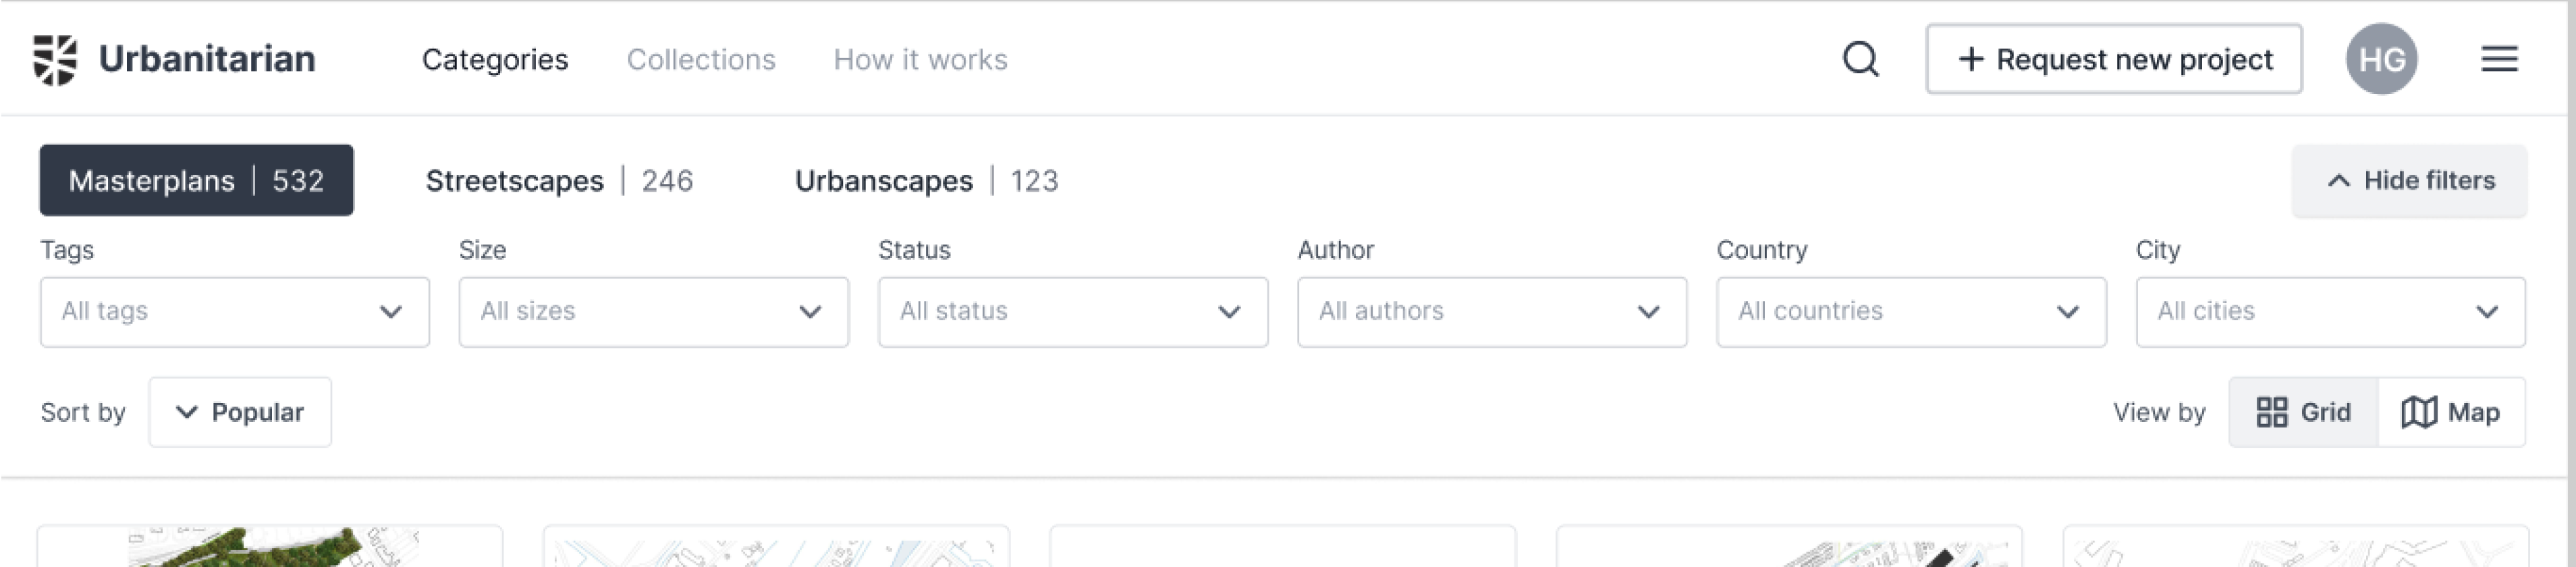 Urbanitarian Categories Collections How it works + Request new project HG
Masterplans | 532 Streetscapes | 246 Urbanscapes | 123 Hide filters
Tags Size Status Author Country City
All tags All sizes All status All authors All countries All cities
Sort by Popular View by Grid Map